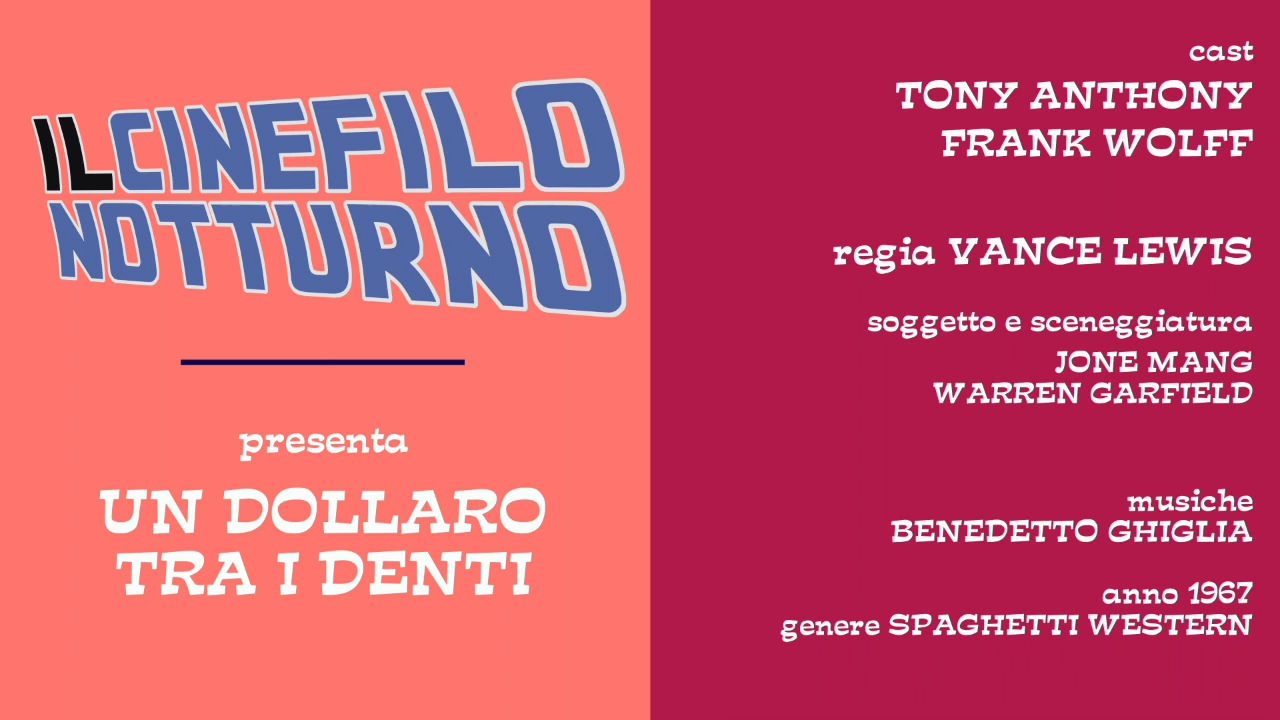 IL CINEFILO
NOTTURNO
presenta
UN DOLLARO
TRA I DENTI
cast
TONY ANTHONY
FRANK WOLFF
regia VANCE LEWIS
soggetto e sceneggiatura
JONE MANG
WARREN GARFIELD
musiche
BENEDETTO GHIGLIA
anno 1967
genere SPAGHETTI WESTERN